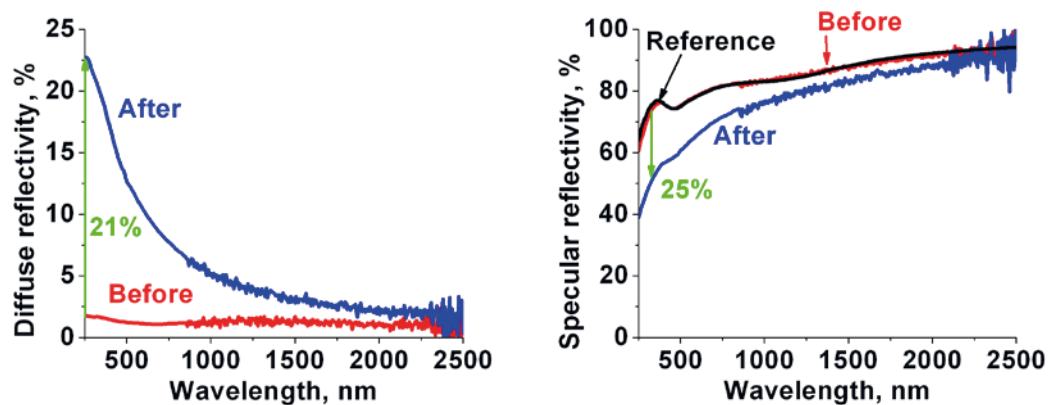 Diffuse reflectivity, %
25
20
15
10
5
0
After
21%
Before
500
1000
1500
2000
2500
Wavelength, nm
Specular reflectivity, %
100
80
60
40
20
0
Reference
Before
After
25%
500
1000
1500
2000
2500
Wavelength, nm